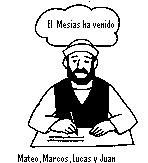 El Mesías ha venido
Mateo, Marcos, Lucas y Juan